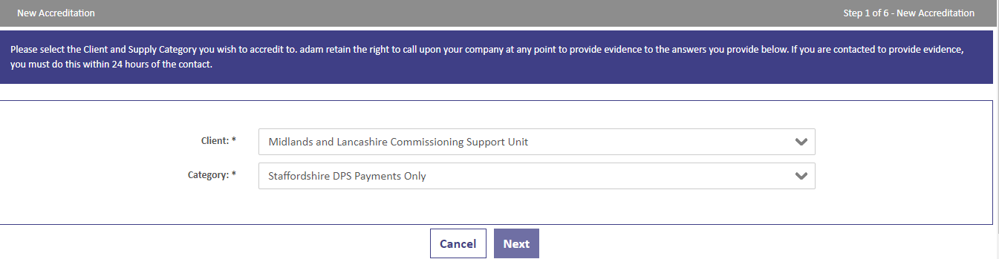 New Accreditation
Step 1 of 6 - New Accreditation
Please select the Client and Supply Category you wish to accredit to. adam retain the right to call upon your company at any point to provide evidence to the answers you provide below. If you are contacted to provide evidence,
you must do this within 24 hours of the contact.
Client: *
Midlands and Lancashire Commissioning Support Unit
Category: *
Staffordshire DPS Payments Only
Cancel
Next